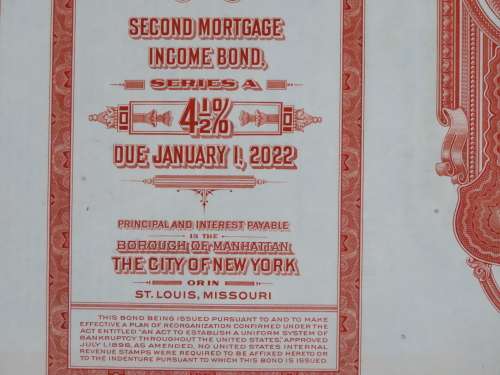 SECOND MORTGAGE
INCOME BOND,
SERIES A
4½%
DUE JANUARY 1, 2022
PRINCIPAL AND INTEREST PAYABLE
IN THE
BOROUGH OF MANHATTAN
THE CITY OF NEW YORK
OR IN
ST. LOUIS, MISSOURI
THIS BOND BEING ISSUED PURSUANT TO AND TO MAKE
EFFECTIVE A PLAN OF REORGANIZATION CONFIRMED UNDER THE
ACT ENTITLED "AN ACT TO ESTABLISH A UNIFORM SYSTEM OF
BANKRUPTCY THROUGHOUT THE UNITED STATES," APPROVED
JULY 1, 1898, AS AMENDED, NO UNITED STATES INTERNAL
REVENUE STAMPS WERE REQUIRED TO BE AFFIXED HERETO OR
TO THE INDENTURE PURSUANT TO WHICH THIS BOND IS ISSUED